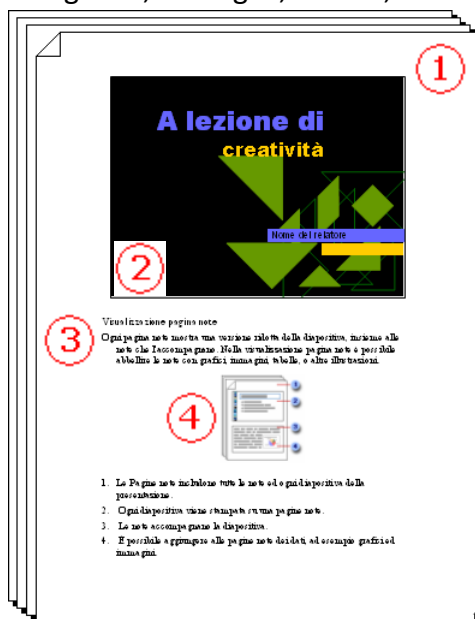 1
A lezione di
creatività
Nome del relatore
2
Visualizzazione pagina note
3
Ogni pagina note mostra una versione ridotta della diapositiva, insieme alle
note che l'accompagnano. Nella visualizzazione pagina note è possibile
abbellire le note con grafici, immagini, tabelle, o altre illustrazioni.
4
1. Le Pagine note includono tutte le note ed ogni diapositiva della
presentazione.
2. Ogni diapositiva viene stampata su una pagine note.
3. Le note accompagnano la diapositiva.
4. È possibile aggiungere alle pagine note dei dati, ad esempio grafici ed
immagini.